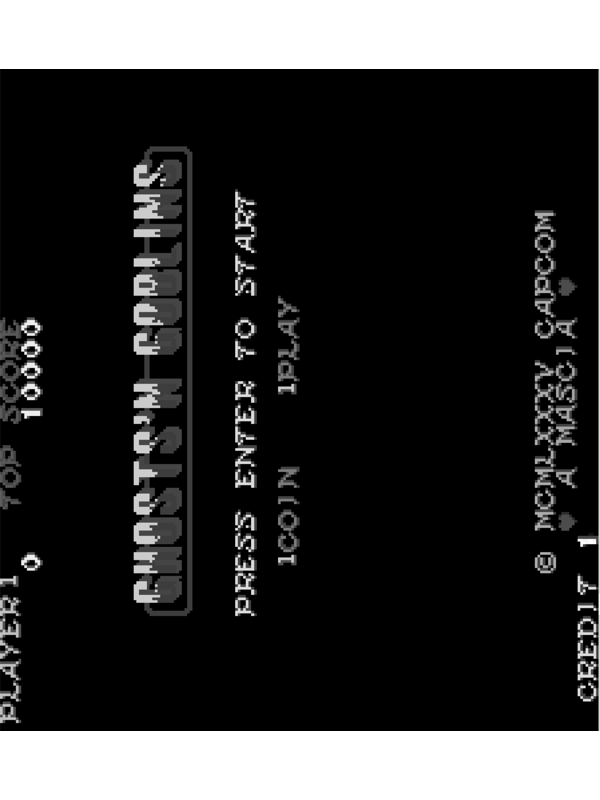 PLAYER1 TOP SCORE
0 10000
GHOSTS'N GOBLINS
PRESS ENTER TO START
1COIN 1PLAY
© MCMLXXXV CAPCOM
♥ A MASCIA ♥
CREDIT 1